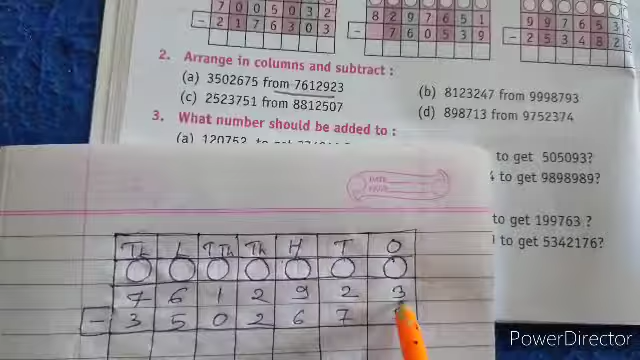 7 0 0 5 0 3 2
- 2 1 7 6 3 0 3
8 2 9 7 6 5 1
- 7 6 0 5 3 9
9 9 7 6 5 3
- 2 5 3 4 8 2
2. Arrange in columns and subtract :
(a) 3502675 from 7612923
(b) 8123247 from 9998793
(c) 2523751 from 8812507
(d) 898713 from 9752374
3. What number should be added to :
(a) 120752 to get
to get 505093?
to get 9898989?
to get 199763 ?
to get 5342176?
DATE
PAGE
TL L TTh Th H T O
7 6 1 2 9 2 3
- 3 5 0 2 6 7
PowerDirector